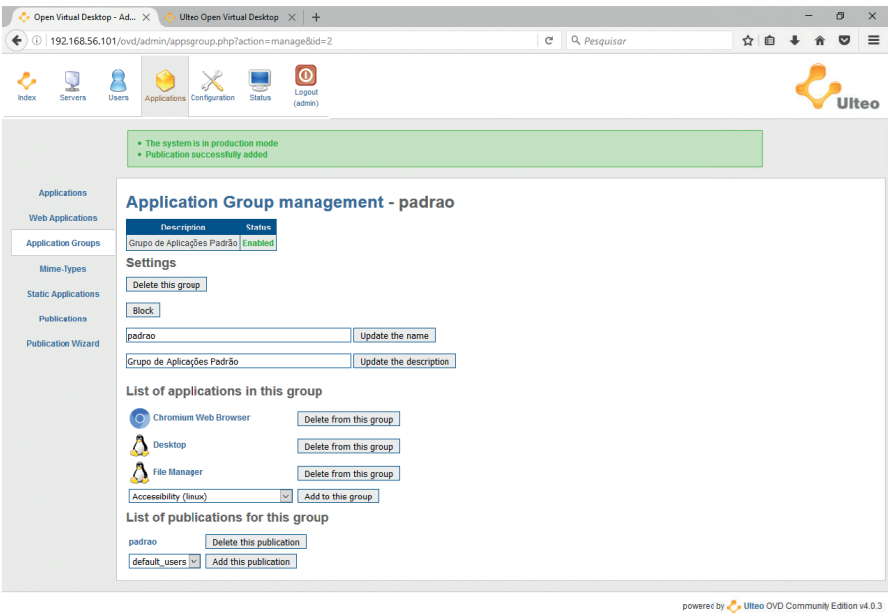 Open Virtual Desktop - Ad...
Ulteo Open Virtual Desktop
192.168.56.101/ovd/admin/appsgroup.php?action=manage&id=2
Pesquisar
Index
Servers
Users
Applications
Configuration
Status
Logout
(admin)
Ulteo
The system is in production mode
Publication successfully added
Applications
Web Applications
Application Groups
Mime-Types
Static Applications
Publications
Publication Wizard
Application Group management - padrao
Description Status
Grupo de Aplicações Padrão Enabled
Settings
Delete this group
Block
padrao Update the name
Grupo de Aplicações Padrão Update the description
List of applications in this group
Chromium Web Browser Delete from this group
Desktop Delete from this group
File Manager Delete from this group
Accessibility (linux) Add to this group
List of publications for this group
padrao Delete this publication
default_users Add this publication
powered by Ulteo OVD Community Edition v4.0.3